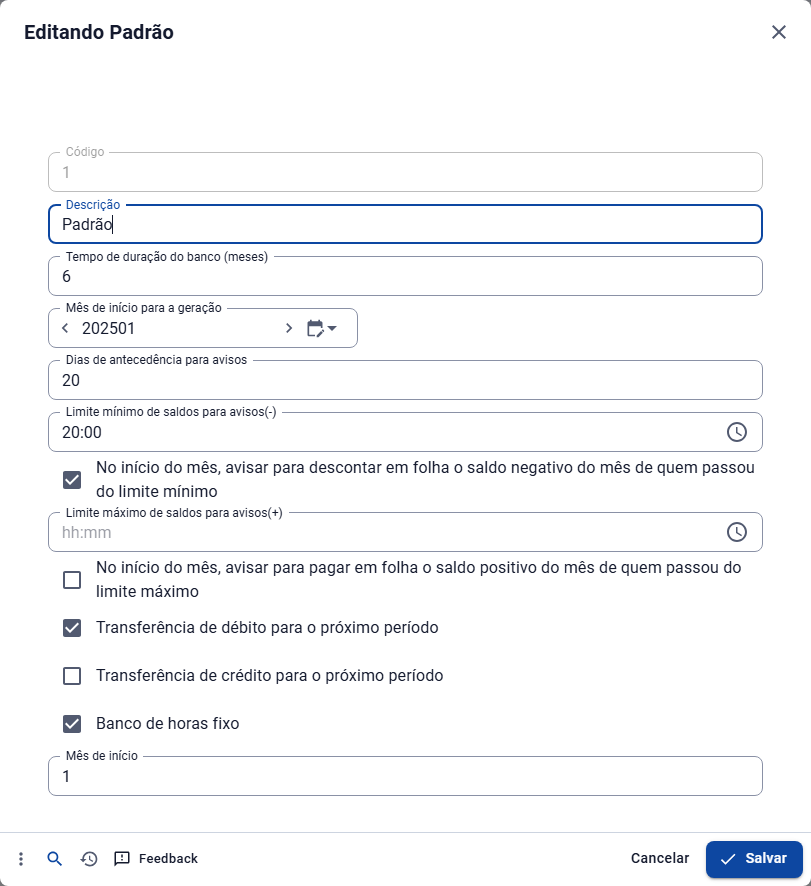 Editando Padrão
Código
1
Descrição
Padrão
Tempo de duração do banco (meses)
6
Mês de início para a geração
202501
Dias de antecedência para avisos
20
Limite mínimo de saldos para avisos(-)
20:00
No início do mês, avisar para descontar em folha o saldo negativo do mês de quem passou
do limite mínimo
Limite máximo de saldos para avisos(+)
hh:mm
No início do mês, avisar para pagar em folha o saldo positivo do mês de quem passou do
limite máximo
Transferência de débito para o próximo período
Transferência de crédito para o próximo período
Banco de horas fixo
Mês de início
1
Feedback
Cancelar
Salvar